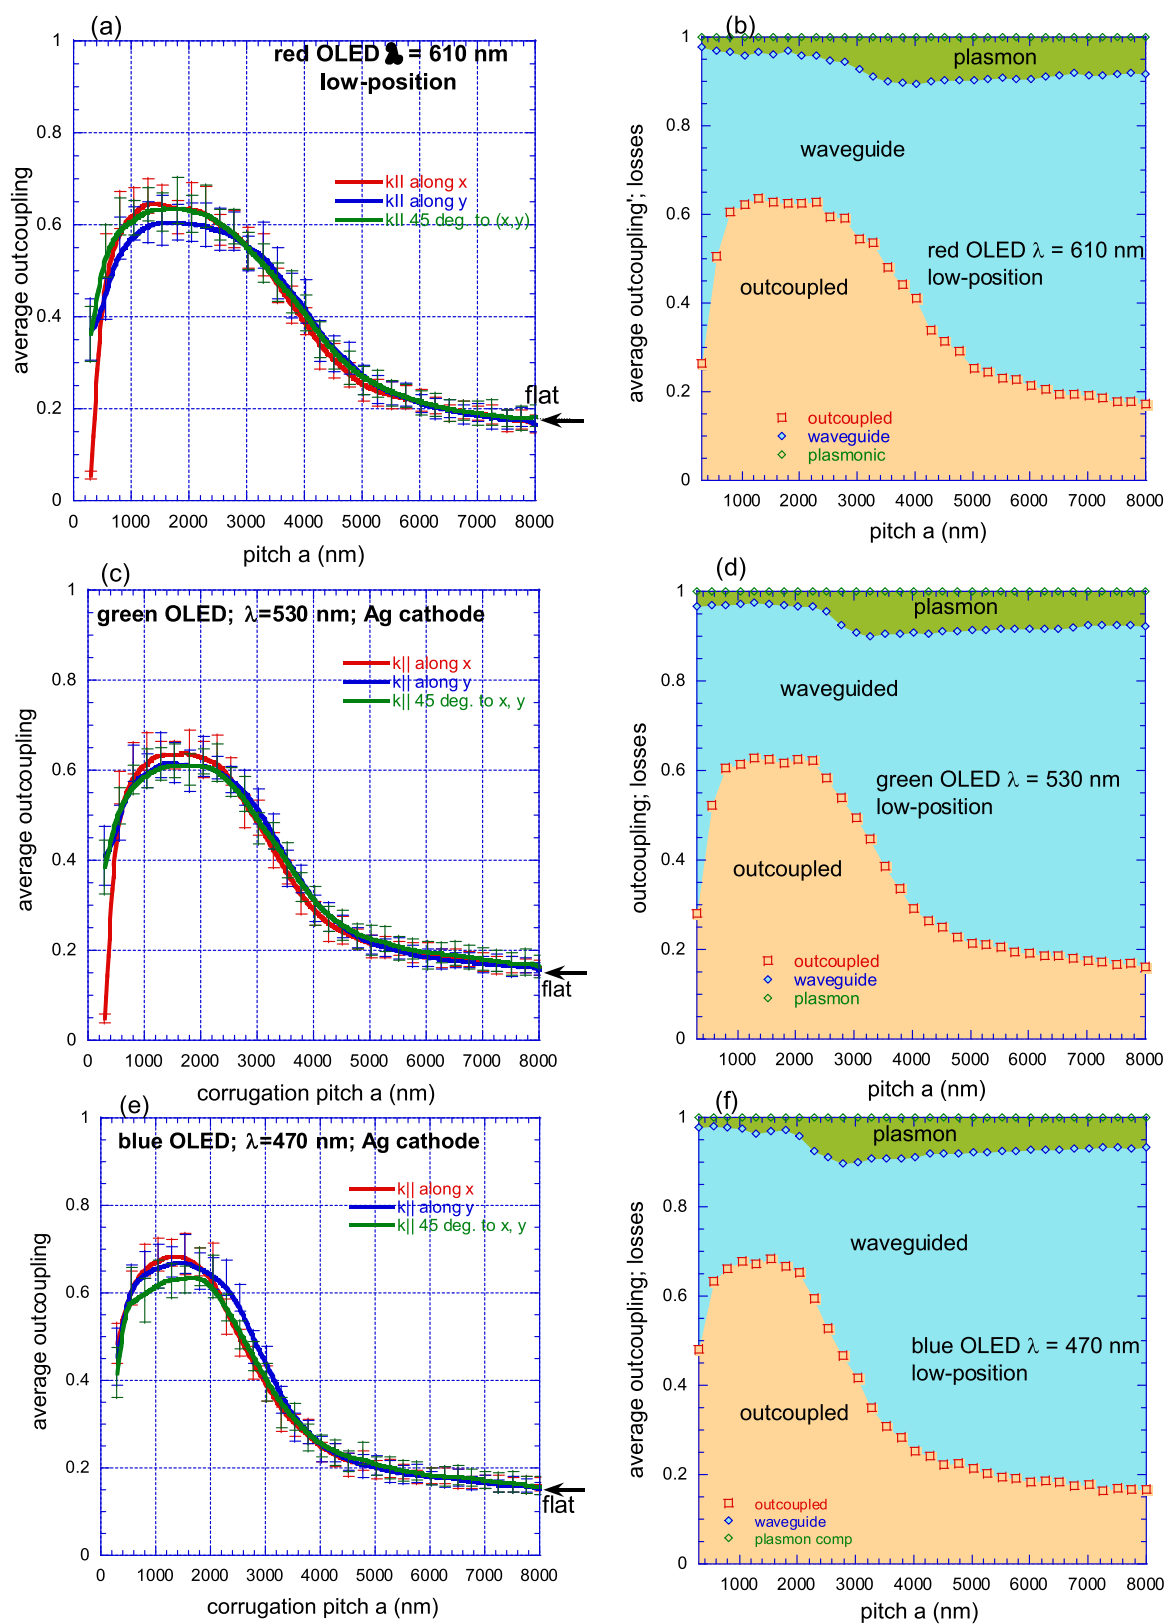 (a)
red OLED = 610 nm
low-position
1
0.8
0.6
0.4
0.2
0
average outcoupling
kII along x
kII along y
kII 45 deg. to (x,y)
flat
0 1000 2000 3000 4000 5000 6000 7000 8000
pitch a (nm)
(b)
plasmon
waveguide
red OLED λ = 610 nm
low-position
outcoupled
outcoupled
waveguide
plasmonic
1
0.8
0.6
0.4
0.2
0
average outcoupling'; losses
1000 2000 3000 4000 5000 6000 7000 8000
pitch a (nm)
(c)
green OLED; λ=530 nm; Ag cathode
k|| along x
k|| along y
k|| 45 deg. to x, y
1
0.8
0.6
0.4
0.2
0
average outcoupling
flat
0 1000 2000 3000 4000 5000 6000 7000 8000
corrugation pitch a (nm)
(d)
plasmon
waveguided
green OLED λ = 530 nm
low-position
outcoupled
outcoupled
waveguide
plasmon
1
0.8
0.6
0.4
0.2
0
outcoupling; losses
1000 2000 3000 4000 5000 6000 7000 8000
pitch a (nm)
(e)
blue OLED; λ=470 nm; Ag cathode
k|| along x
k|| along y
k|| 45 deg. to x, y
1
0.8
0.6
0.4
0.2
0
average outcoupling
flat
0 1000 2000 3000 4000 5000 6000 7000 8000
corrugation pitch a (nm)
(f)
plasmon
waveguided
blue OLED λ = 470 nm
low-position
outcoupled
outcoupled
waveguide
plasmon comp
1
0.8
0.6
0.4
0.2
0
average outcoupling; losses
1000 2000 3000 4000 5000 6000 7000 8000
pitch a (nm)